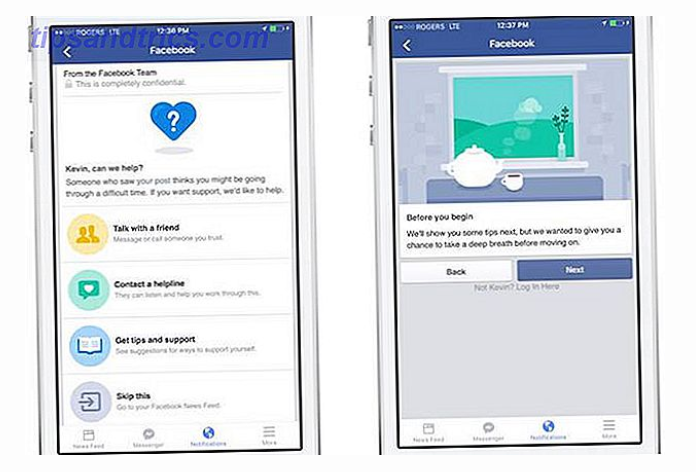 ●●○○○ ROGERS LTE 12:38 PM
tipsandtrics.com
Facebook
From the Facebook Team
This is completely confidential.
?
Kevin, can we help?
Someone who saw your post thinks you might be going
through a difficult time. If you want support, we'd like to help.
Talk with a friend
Message or call someone you trust.
Contact a helpline
They can listen and help you work through this.
Get tips and support
See suggestions for ways to support yourself.
Skip this
Go to your Facebook News Feed.
News Feed Messenger Notifications More
ROGERS LTE 12:37 PM
Facebook
Before you begin
We'll show you some tips next, but we wanted to give you a
chance to take a deep breath before moving on.
Back Next
Not Kevin? Log In Here
News Feed Messenger Notifications More